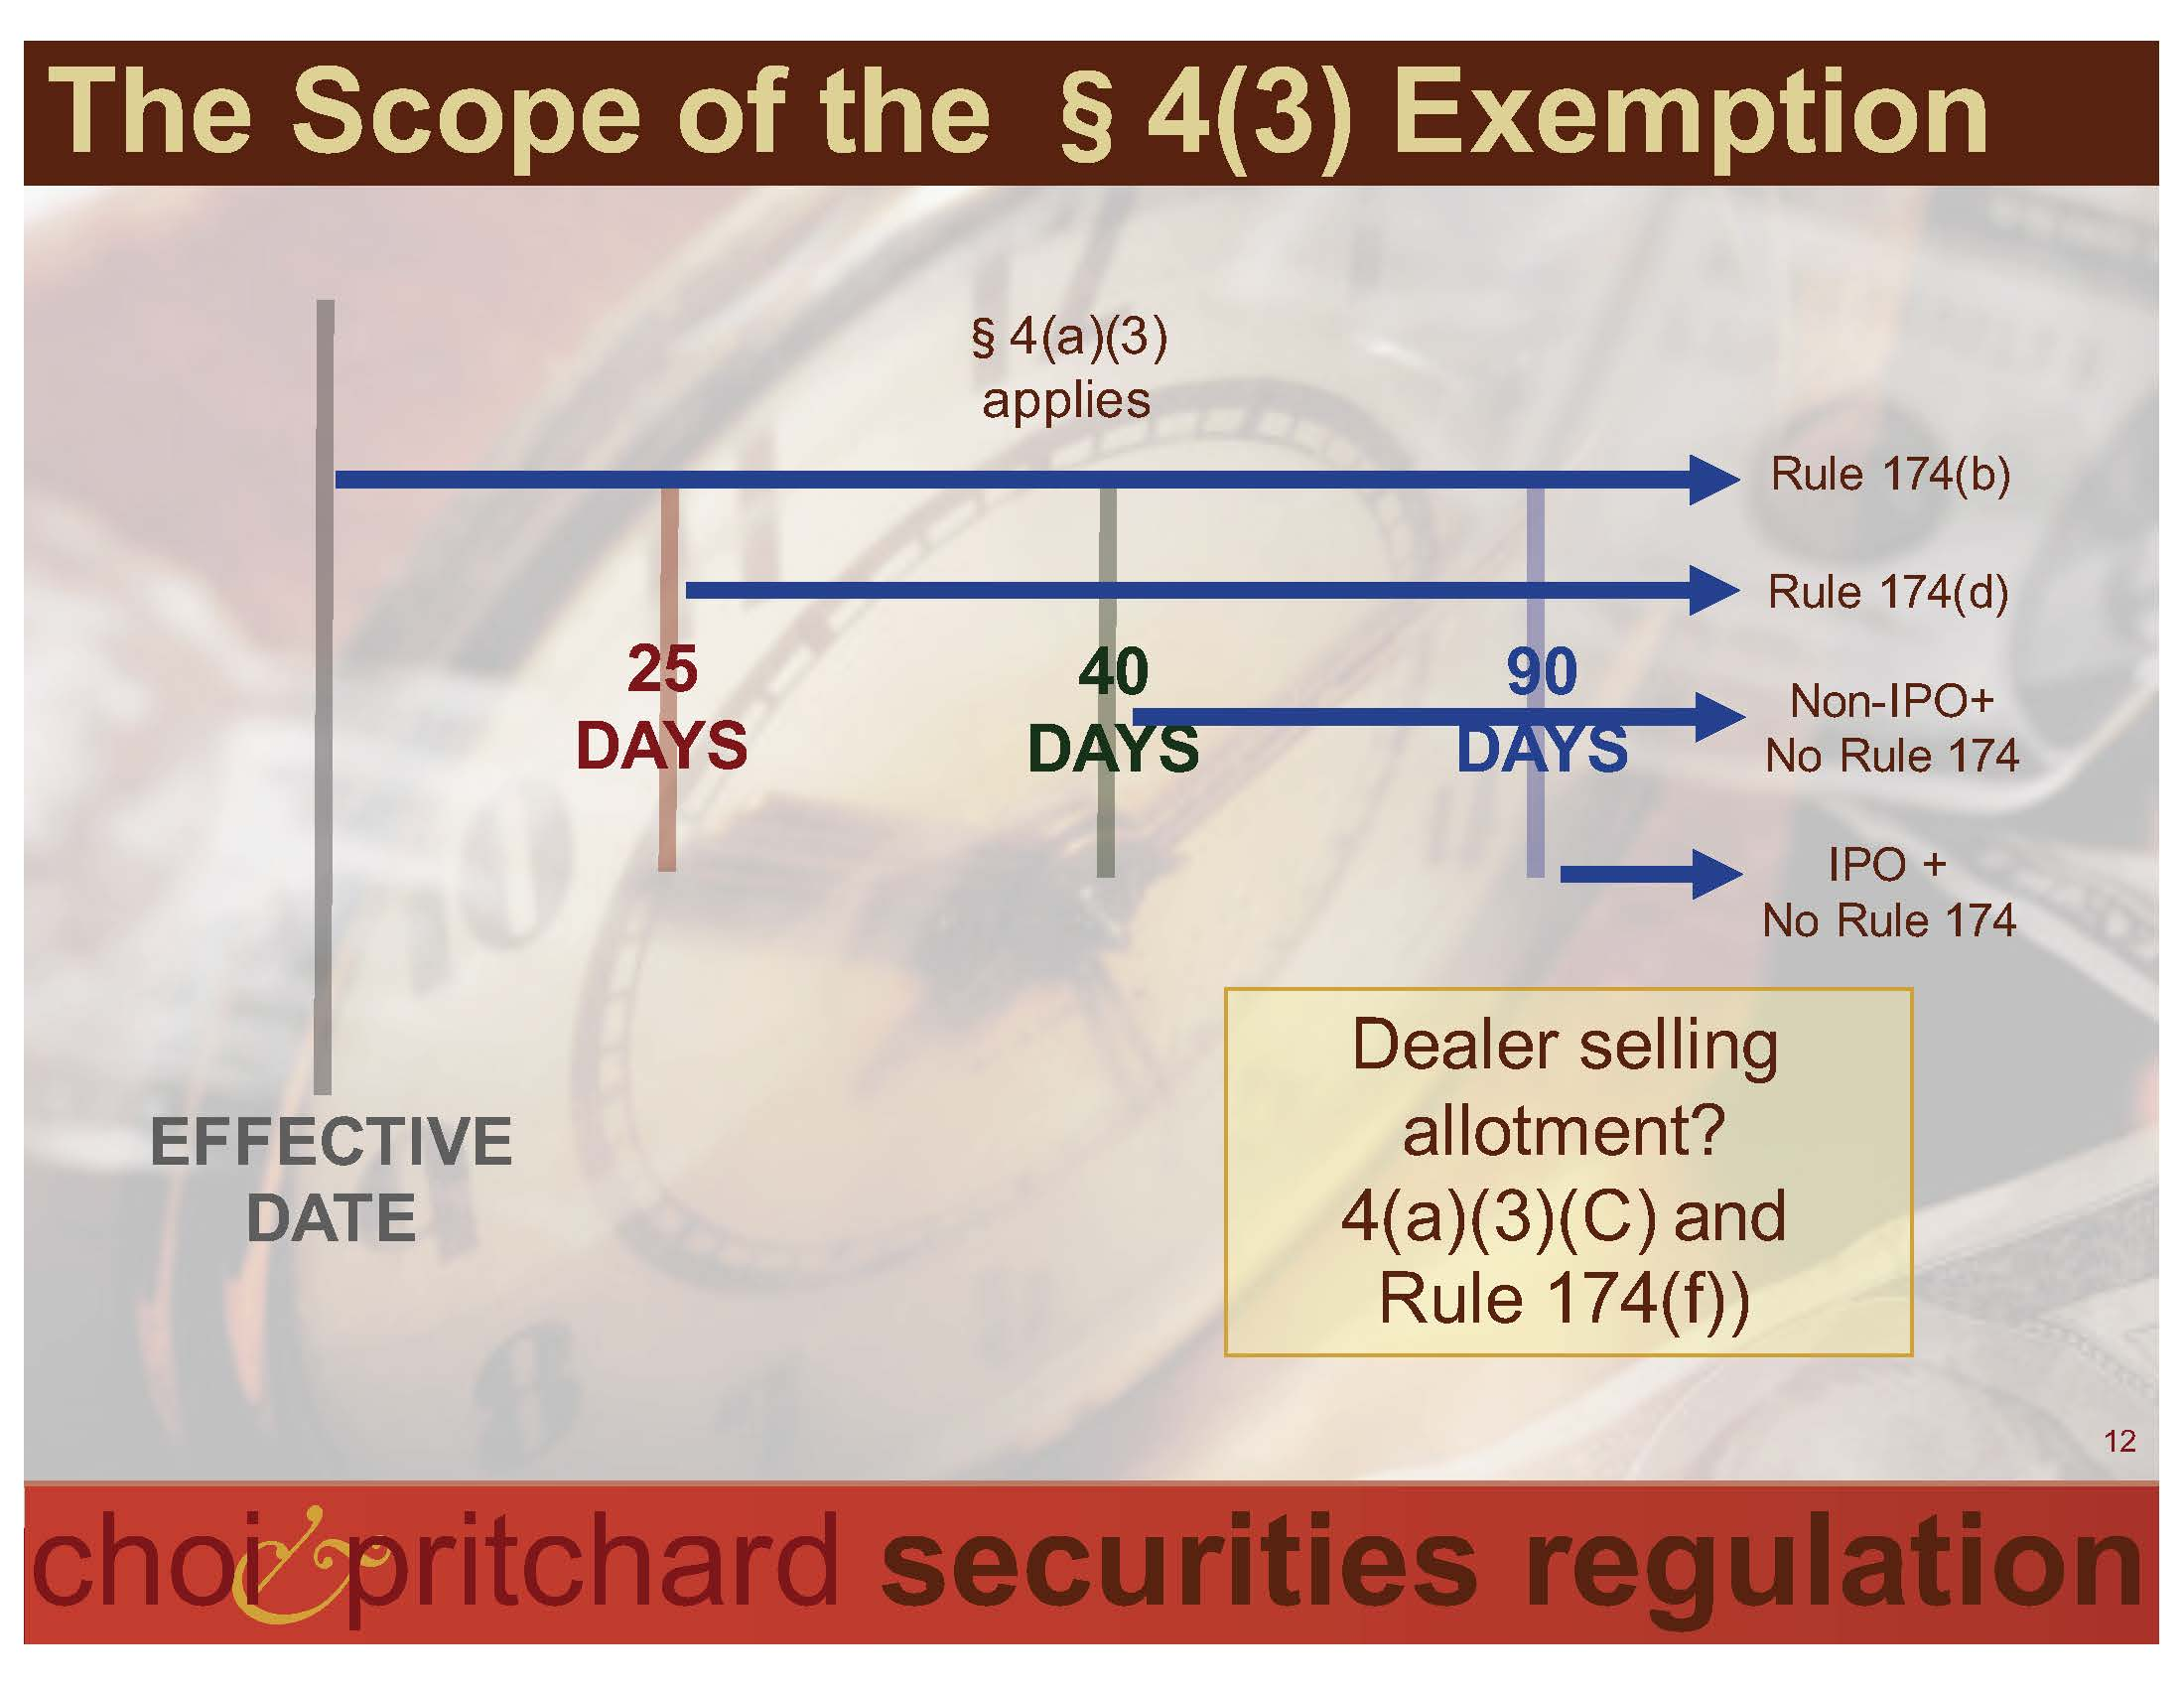 The Scope of the § 4(3) Exemption
§ 4(a)(3)
applies
Rule 174(b)
Rule 174(d)
25
DAYS
40
DAYS
90
DAYS
Non-IPO+
No Rule 174
IPO +
No Rule 174
EFFECTIVE
DATE
Dealer selling
allotment?
4(a)(3)(C) and
Rule 174(f))
12
choi&pritchard securities regulation